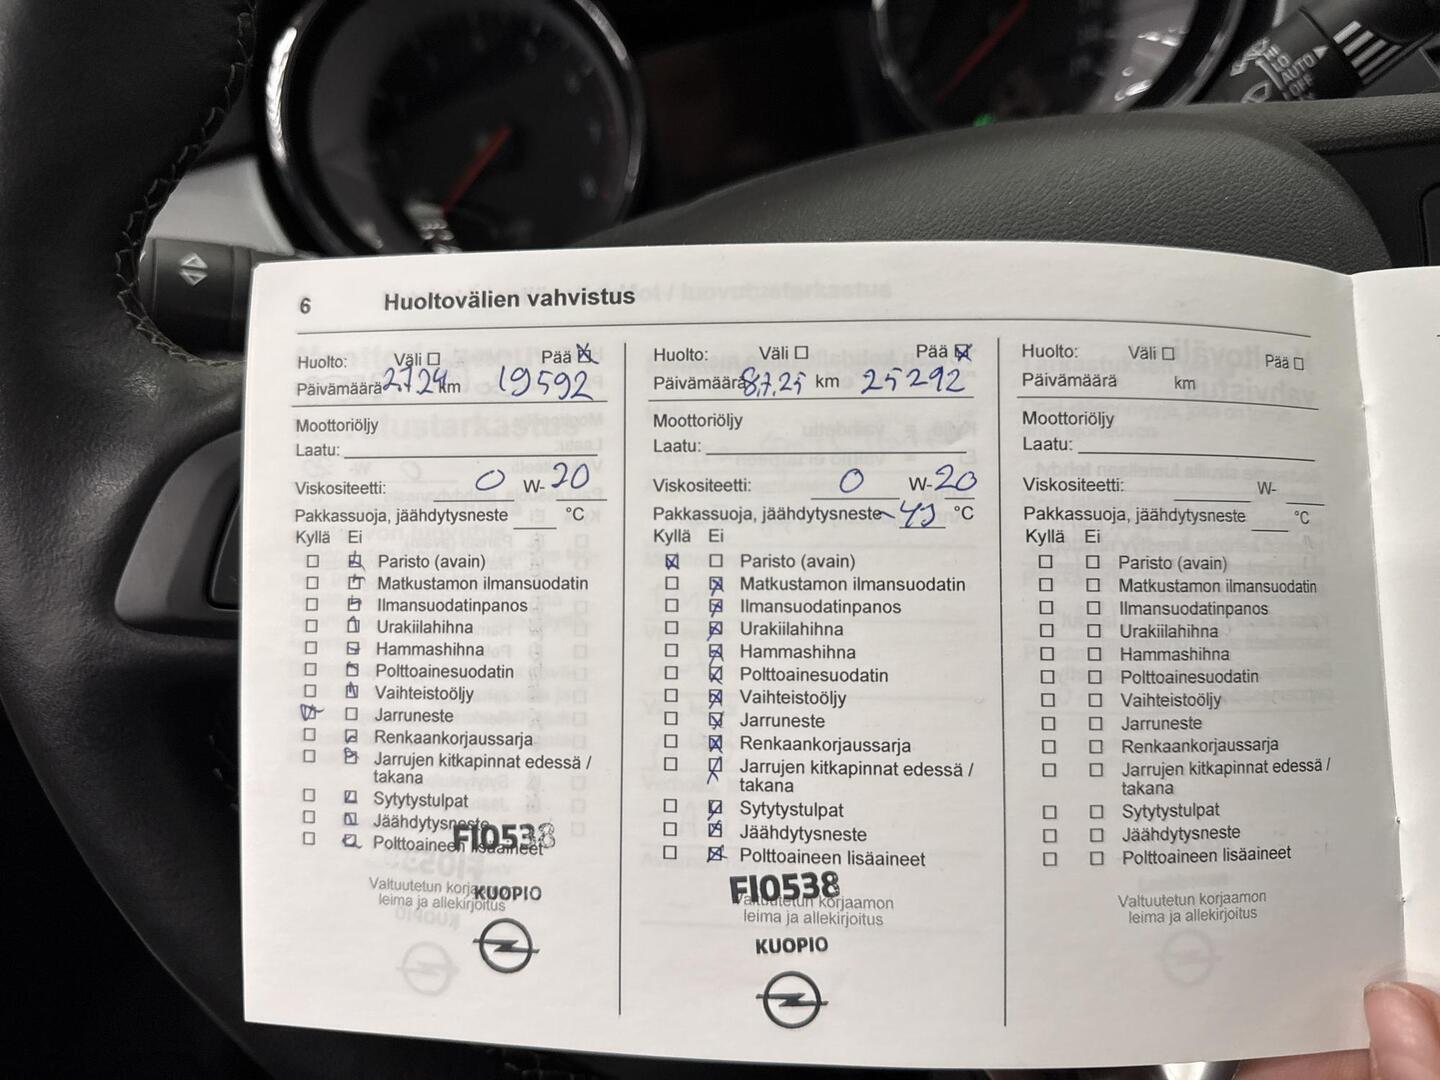 6 Huoltovälien vahvistus
Huolto: Väli Pää
Päivämäärä 2724 km 19592
Moottoriöljy
Laatu:
Viskositeetti: 0 W-20
Pakkassuoja, jäähdytysneste °C
Kyllä Ei
Paristo (avain)
Matkustamon ilmansuodatin
Ilmansuodatinpanos
Urakiilahihna
Hammashihna
Polttoainesuodatin
Vaihteistoöljy
Jarruneste
Renkaankorjaussarja
Jarrujen kitkapinnat edessä /
takana
Sytytystulpat
Jäähdytysneste
Polttoaineen lisäaineet
FI0538
Valtuutetun korjaamon
leima ja allekirjoitus
KUOPIO
Huolto: Väli Pää
Päivämäärä 8,7,25 km 25292
Moottoriöljy
Laatu:
Viskositeetti: 0 W-20
Pakkassuoja, jäähdytysneste °C
Kyllä Ei
Paristo (avain)
Matkustamon ilmansuodatin
Ilmansuodatinpanos
Urakiilahihna
Hammashihna
Polttoainesuodatin
Vaihteistoöljy
Jarruneste
Renkaankorjaussarja
Jarrujen kitkapinnat edessä /
takana
Sytytystulpat
Jäähdytysneste
Polttoaineen lisäaineet
FI0538
Valtuutetun korjaamon
leima ja allekirjoitus
KUOPIO
Huolto: Väli Pää
Päivämäärä km
Moottoriöljy
Laatu:
Viskositeetti: W-
Pakkassuoja, jäähdytysneste °C
Kyllä Ei
Paristo (avain)
Matkustamon ilmansuodatin
Ilmansuodatinpanos
Urakiilahihna
Hammashihna
Polttoainesuodatin
Vaihteistoöljy
Jarruneste
Renkaankorjaussarja
Jarrujen kitkapinnat edessä /
takana
Sytytystulpat
Jäähdytysneste
Polttoaineen lisäaineet
Valtuutetun korjaamon
leima ja allekirjoitus
HI
LO
AUTO
OFF